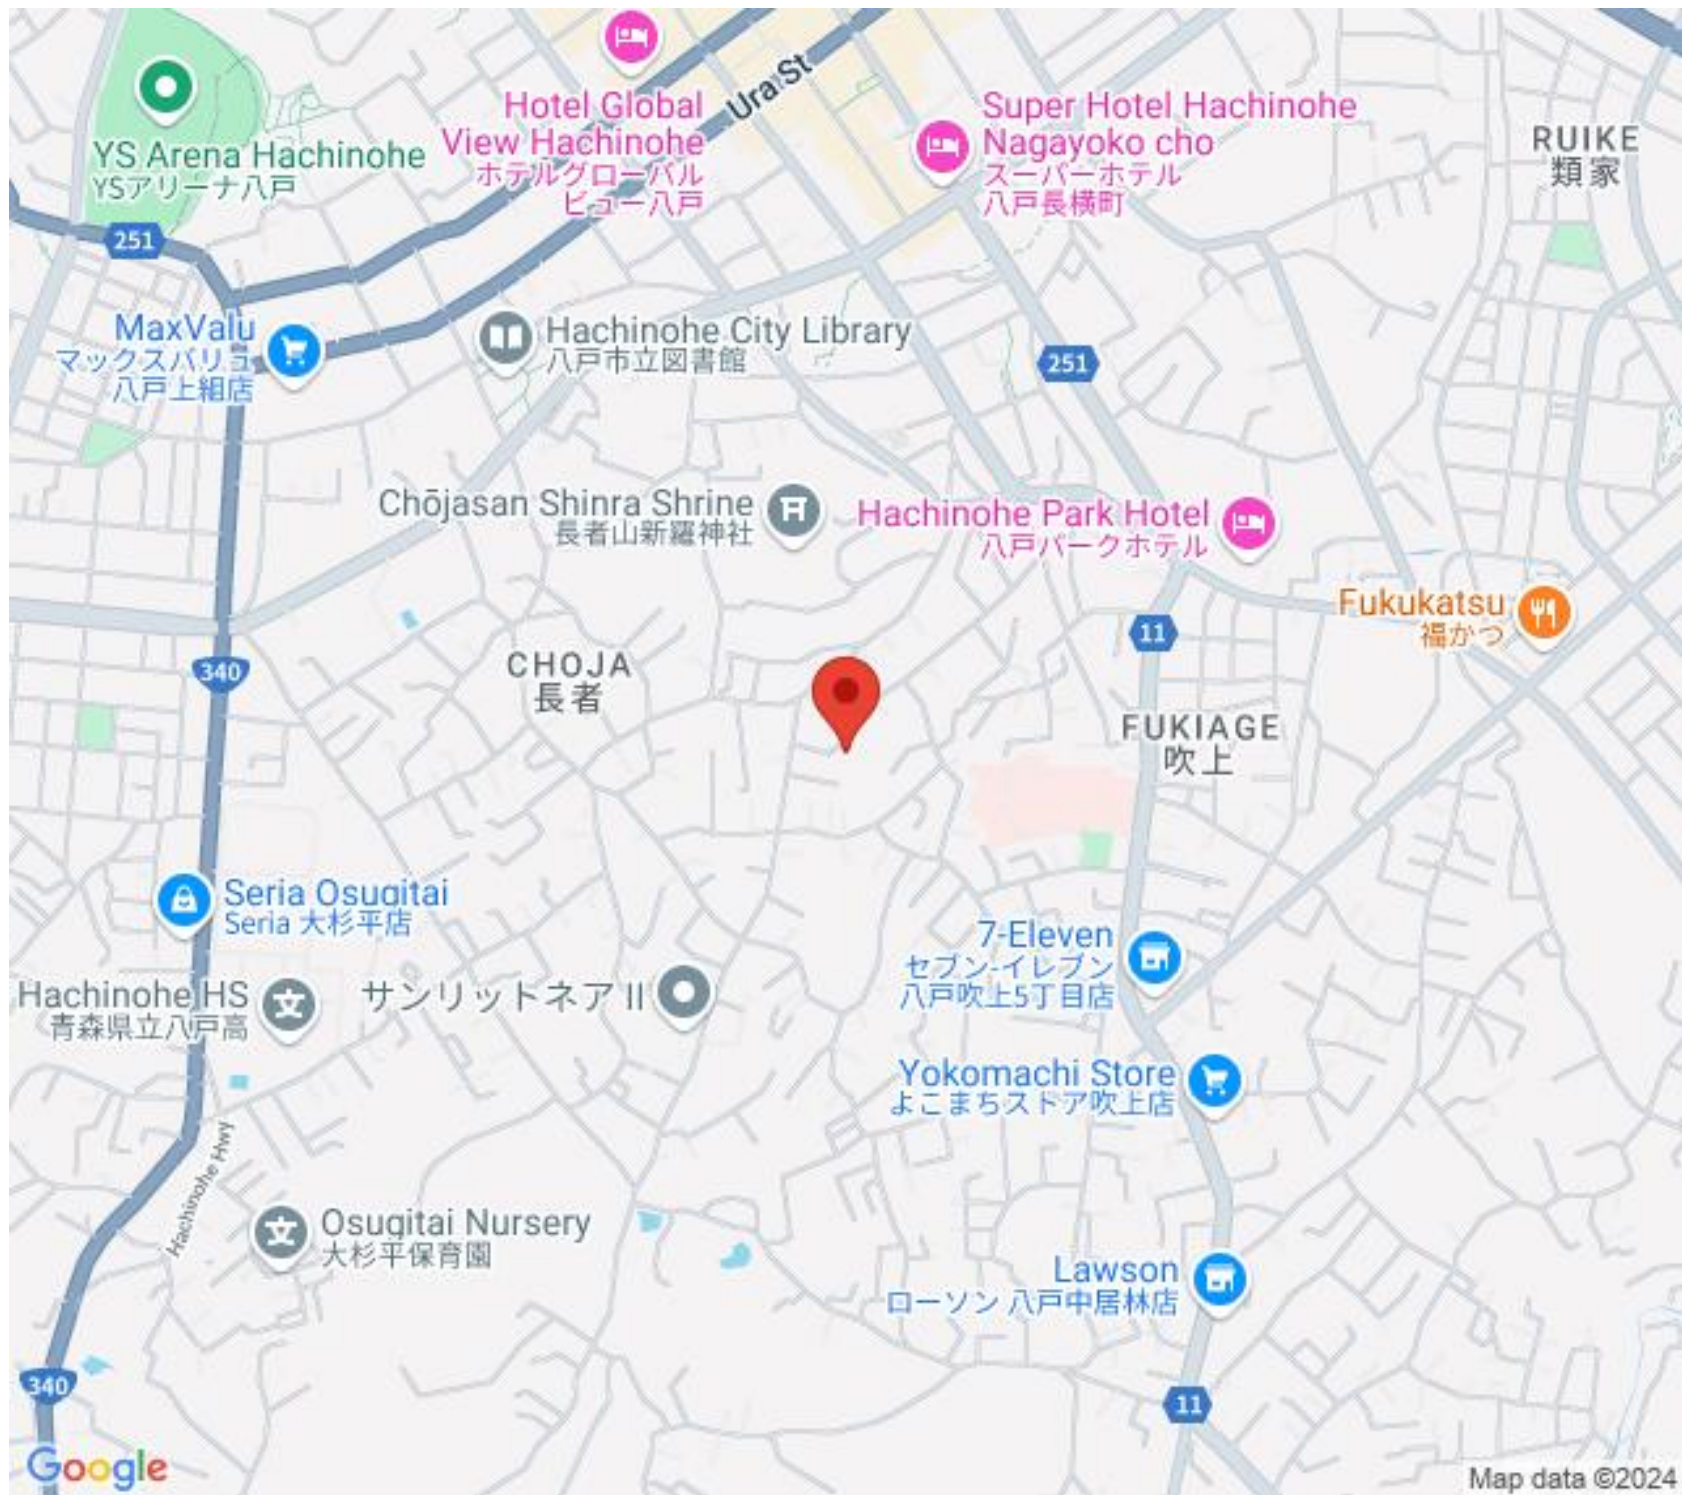 Hotel Global
View Hachinohe
ホテルグローバル
ビュー八戸
Ura St
Super Hotel Hachinohe
Nagayoko cho
スーパーホテル
八戸長横町
RUIKE
類家
YS Arena Hachinohe
YSアリーナ八戸
251
MaxValu
マックスバリュ
八戸上組店
Hachinohe City Library
八戸市立図書館
251
Chōjasan Shinra Shrine
長者山新羅神社
Hachinohe Park Hotel
八戸パークホテル
Fukukatsu
福かつ
11
340
CHOJA
長者
FUKIAGE
吹上
Seria Osugitai
Seria 大杉平店
7-Eleven
セブン-イレブン
八戸吹上5丁目店
Hachinohe HS
青森県立八戸高
サンリットネアⅡ
Yokomachi Store
よこまちストア吹上店
Hachinohe Hwy
Osugitai Nursery
大杉平保育園
Lawson
ローソン 八戸中居林店
340
11
Google
Map data ©2024